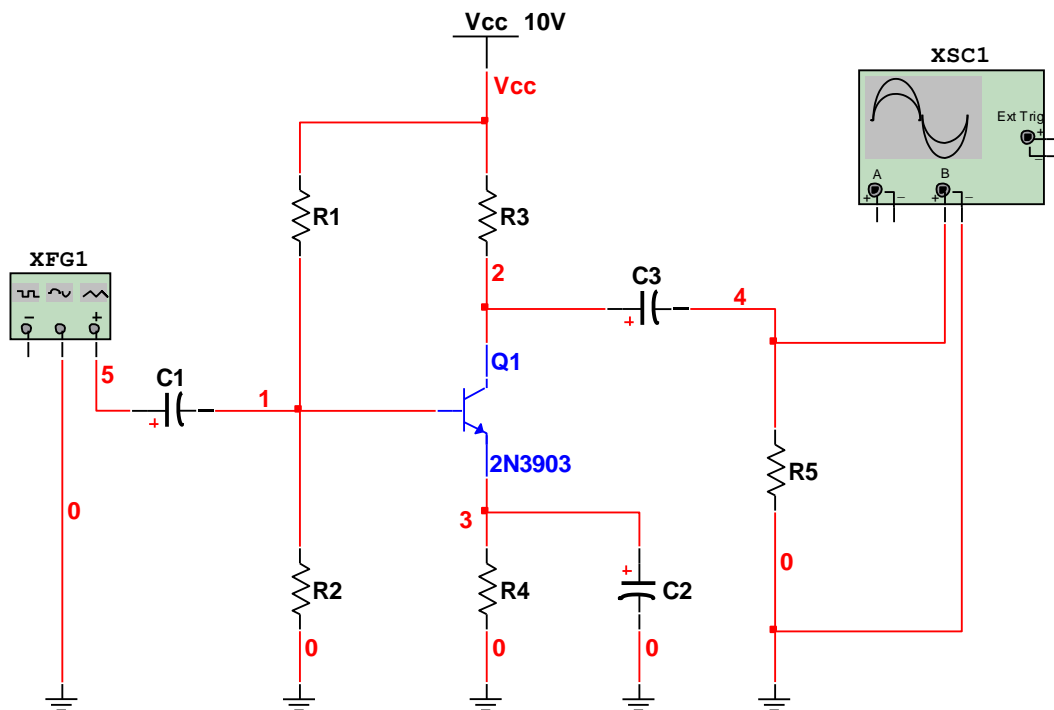 Vcc 10V
XSC1
Vcc
Ext Trig
+
−
A
B
+
−
+
−
R1
R3
XFG1
2
C3
4
−
+
+
5
C1
1
Q1
+
2N3903
R5
3
0
0
+
R2
R4
C2
0
0
0